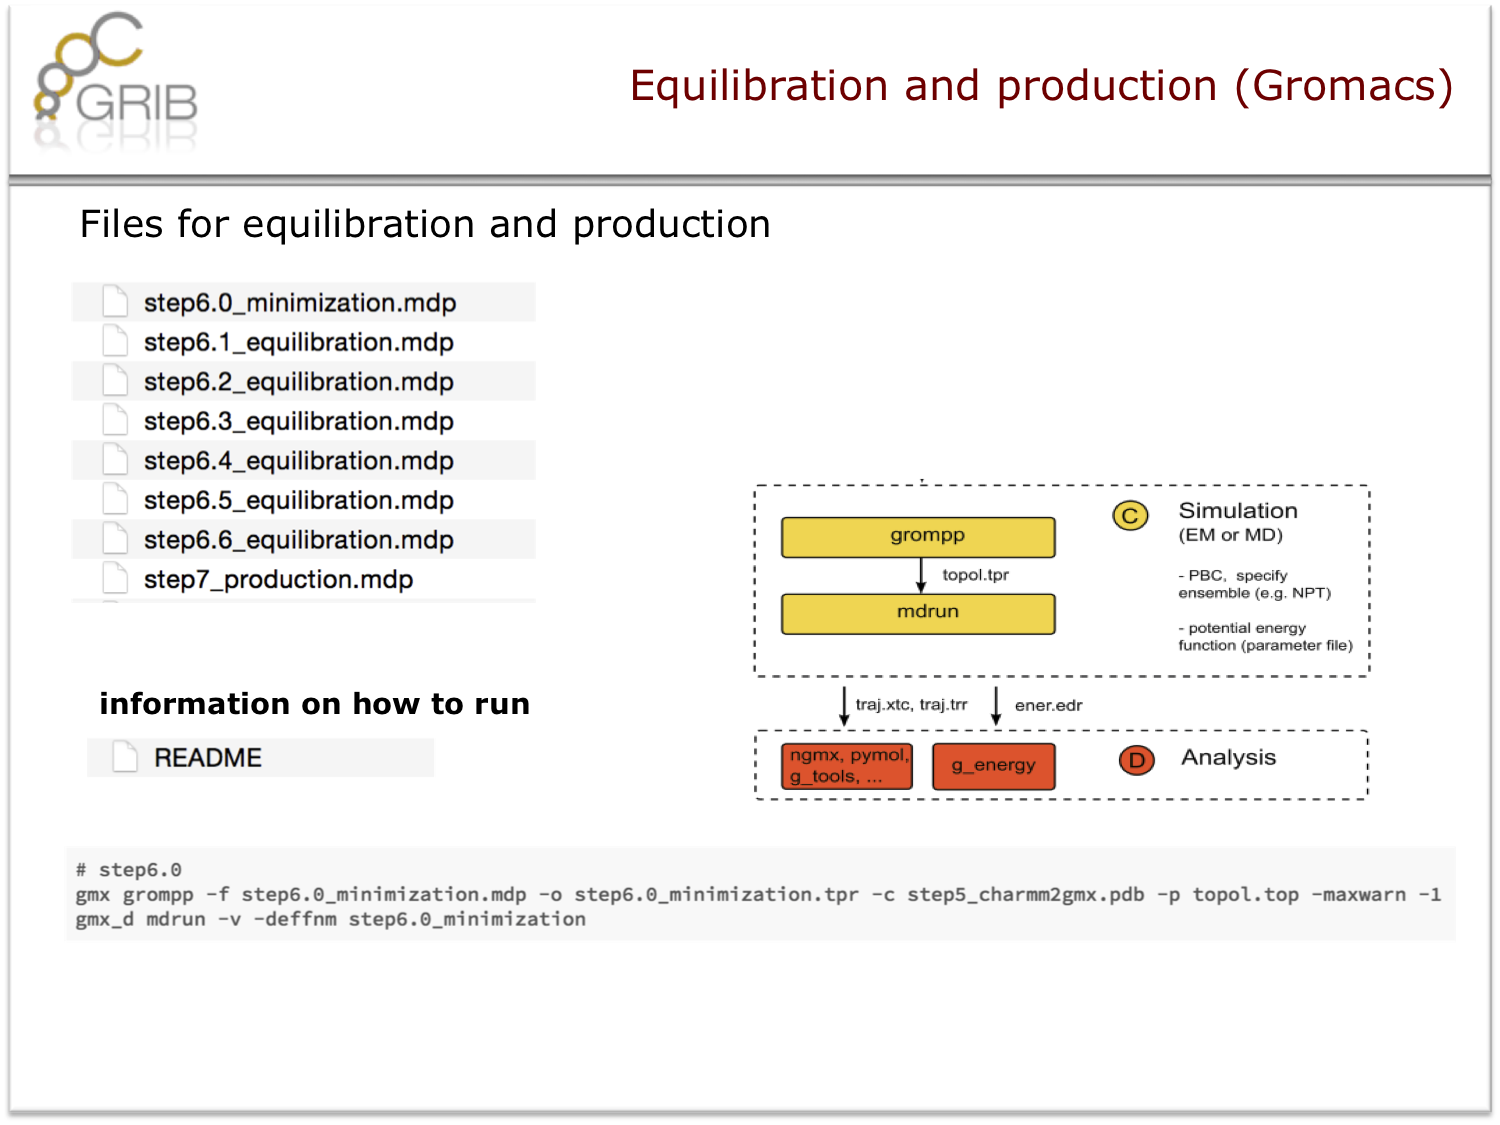 GRIB
Equilibration and production (Gromacs)
Files for equilibration and production
step6.0_minimization.mdp
step6.1_equilibration.mdp
step6.2_equilibration.mdp
step6.3_equilibration.mdp
step6.4_equilibration.mdp
step6.5_equilibration.mdp
step6.6_equilibration.mdp
step7_production.mdp
information on how to run
README
grompp
topol.tpr
mdrun
C
Simulation
(EM or MD)
- PBC, specify
ensemble (e.g. NPT)
- potential energy
function (parameter file)
traj.xtc, traj.trr
ener.edr
ngmx, pymol,
g_tools, ...
g_energy
D
Analysis
# step6.0
gmx grompp -f step6.0_minimization.mdp -o step6.0_minimization.tpr -c step5_charmm2gmx.pdb -p topol.top -maxwarn -1
gmx_d mdrun -v -deffnm step6.0_minimization